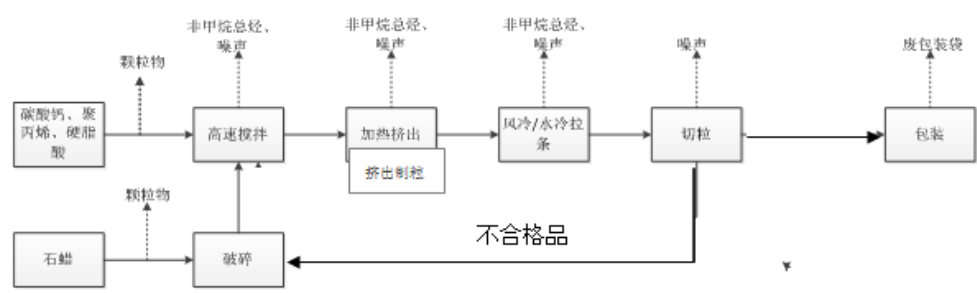 非甲烷总烃、
噪声
非甲烷总烃、
噪声
非甲烷总烃、
噪声
噪声
废包装袋
颗粒物
碳酸钙、聚
丙烯、硬脂
酸
高速搅拌
加热挤出
风冷/水冷拉
条
切粒
包装
挤出制粒
颗粒物
不合格品
石蜡
破碎